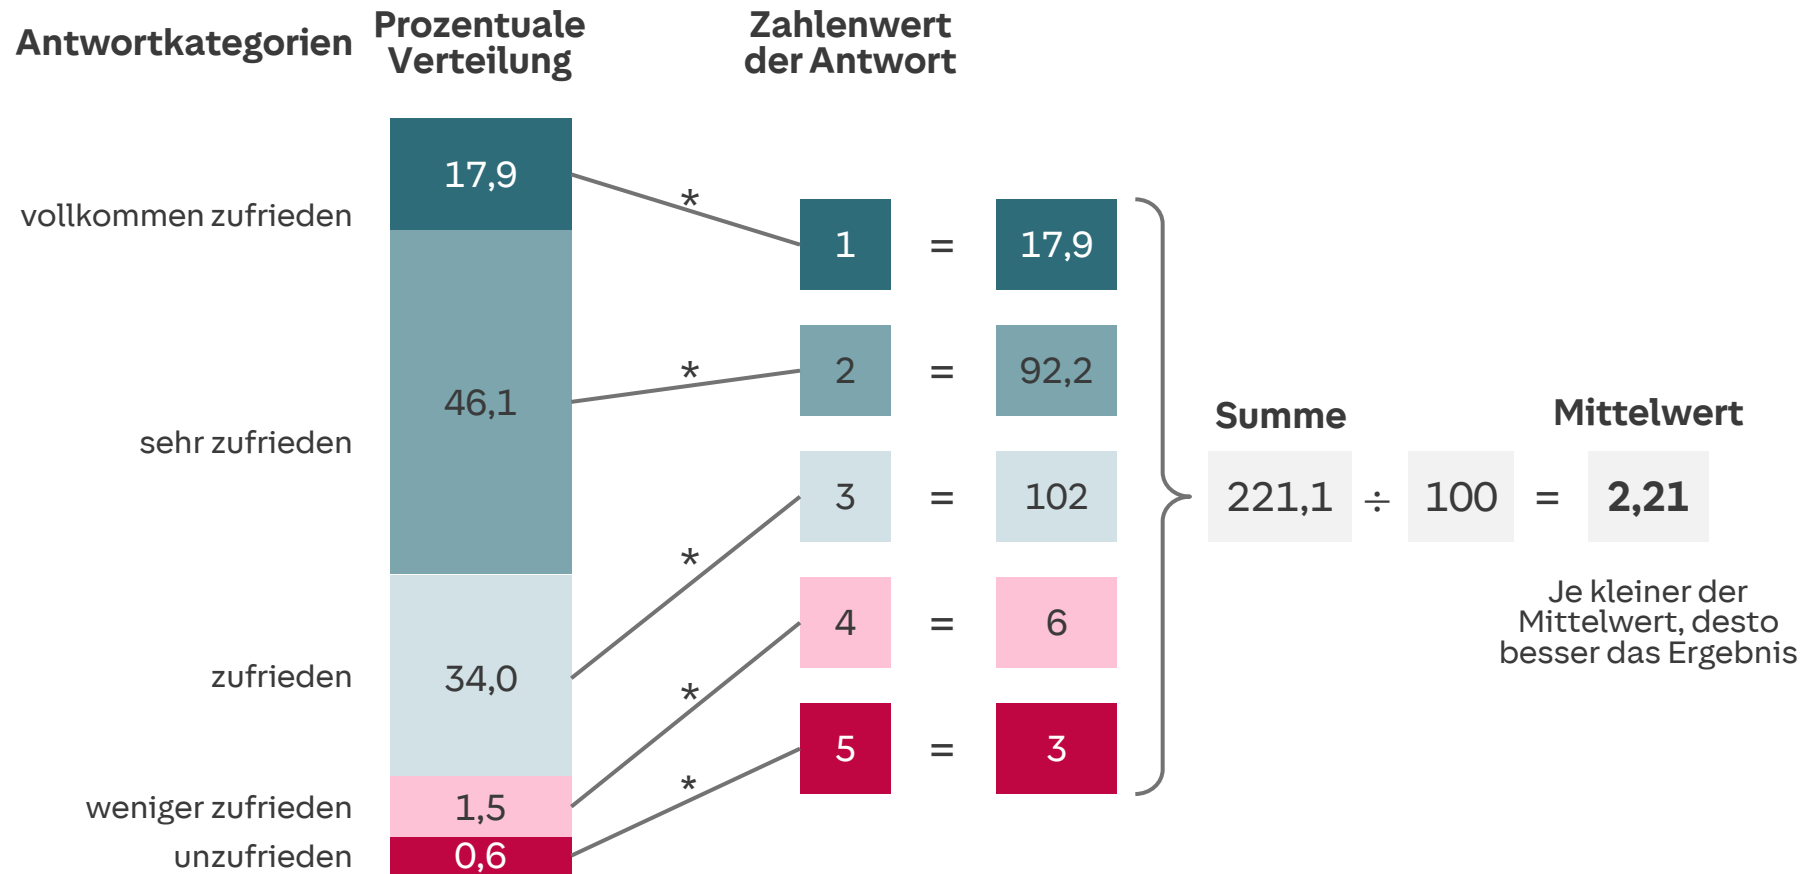 Antwortkategorien
Prozentuale
Verteilung
Zahlenwert
der Antwort
vollkommen zufrieden
17,9
*
1 = 17,9
sehr zufrieden
46,1
*
2 = 92,2
zufrieden
34,0
*
3 = 102
weniger zufrieden
1,5
*
4 = 6
unzufrieden
0,6
*
5 = 3
Summe
Mittelwert
221,1 ÷ 100 = 2,21
Je kleiner der
Mittelwert, desto
besser das Ergebnis